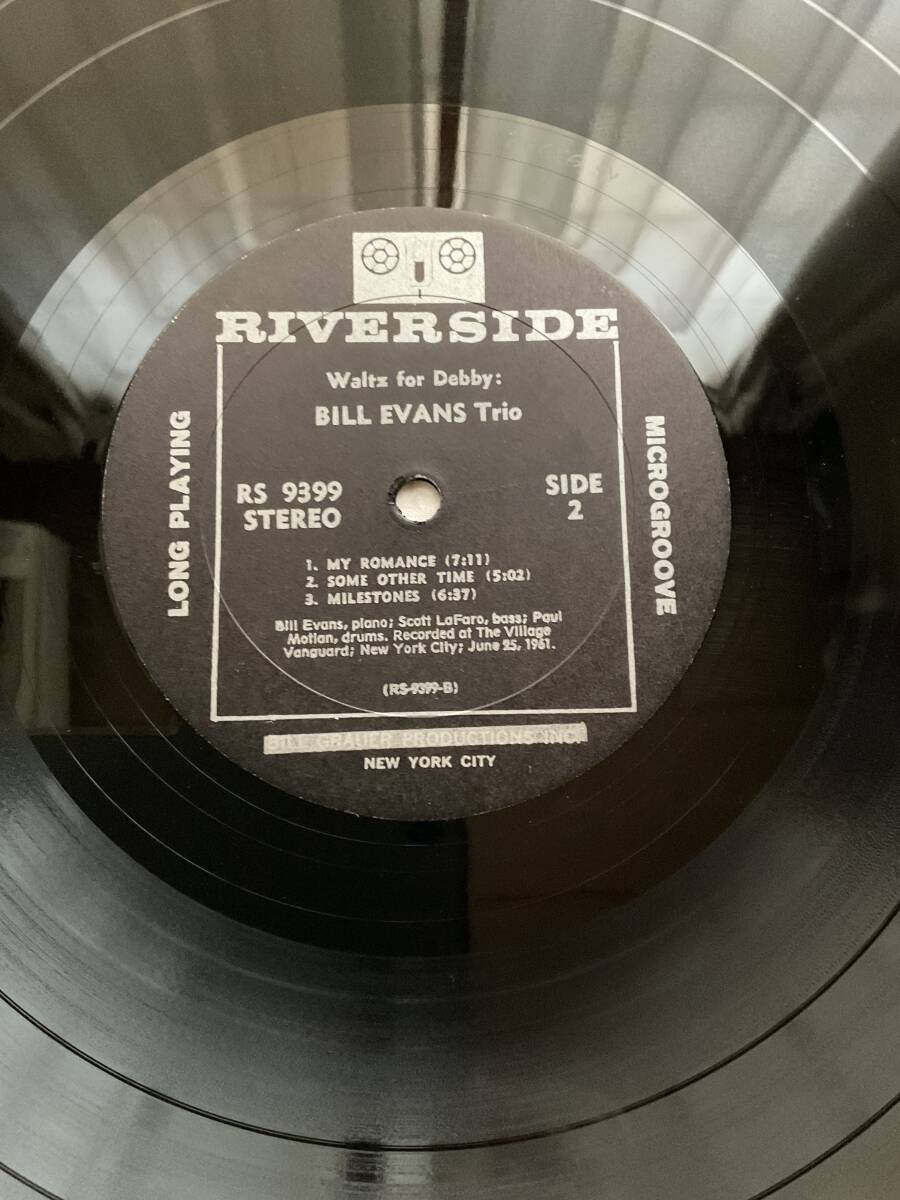 RIVERSIDE
Waltz for Debby:
BILL EVANS Trio
LONG PLAYING
MICROGROOVE
RS 9399
STEREO
SIDE
2
1. MY ROMANCE (7:11)
2. SOME OTHER TIME (5:02)
3. MILESTONES (6:37)
Bill Evans, piano; Scott LaFaro, bass; Paul
Motian, drums. Recorded at The Village
Vanguard; New York City; June 25, 1961.
(RS-9399-B)
BILL GRAUER PRODUCTIONS INC.
NEW YORK CITY